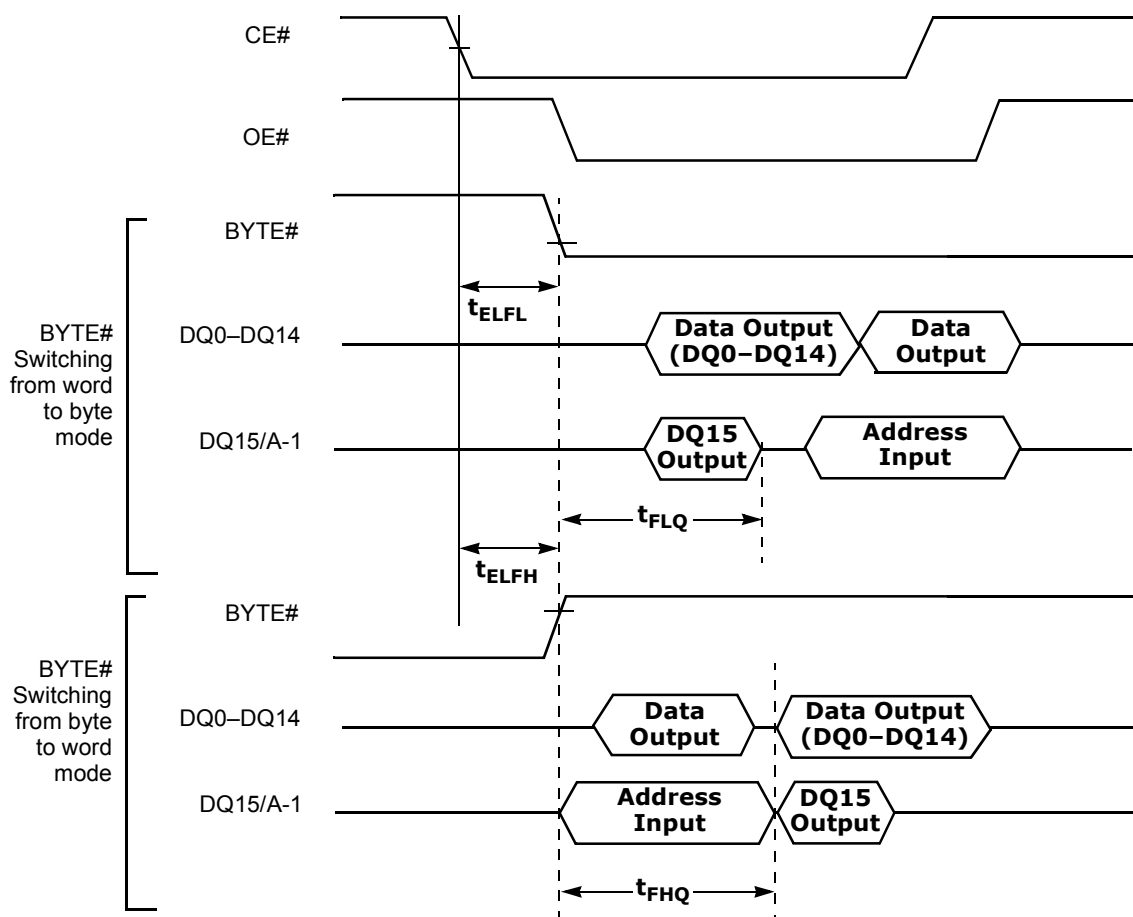 CE#
OE#
BYTE#
tELFL
BYTE#
Switching
from word
to byte
mode
DQ0–DQ14
Data Output
(DQ0–DQ14)
Data
Output
DQ15/A-1
DQ15
Output
Address
Input
tFLQ
tELFH
BYTE#
BYTE#
Switching
from byte
to word
mode
DQ0–DQ14
Data
Output
Data Output
(DQ0–DQ14)
DQ15/A-1
Address
Input
DQ15
Output
tFHQ